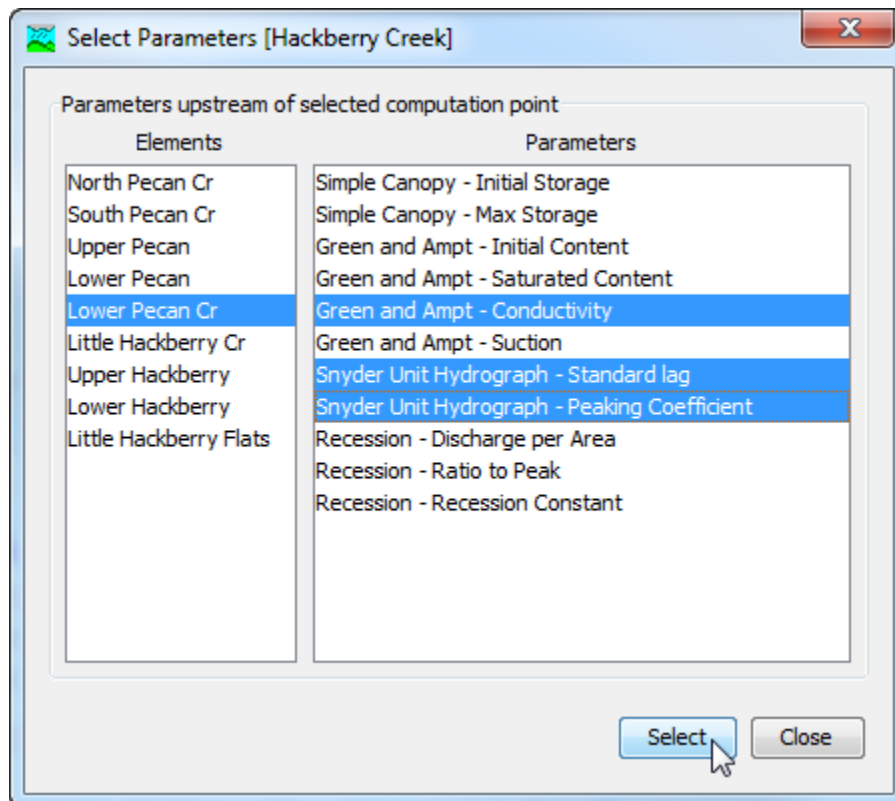 Select Parameters [Hackberry Creek]
Parameters upstream of selected computation point
Elements
Parameters
North Pecan Cr
South Pecan Cr
Upper Pecan
Lower Pecan
Lower Pecan Cr
Little Hackberry Cr
Upper Hackberry
Lower Hackberry
Little Hackberry Flats
Simple Canopy - Initial Storage
Simple Canopy - Max Storage
Green and Ampt - Initial Content
Green and Ampt - Saturated Content
Green and Ampt - Conductivity
Green and Ampt - Suction
Snyder Unit Hydrograph - Standard lag
Snyder Unit Hydrograph - Peaking Coefficient
Recession - Discharge per Area
Recession - Ratio to Peak
Recession - Recession Constant
Select
Close